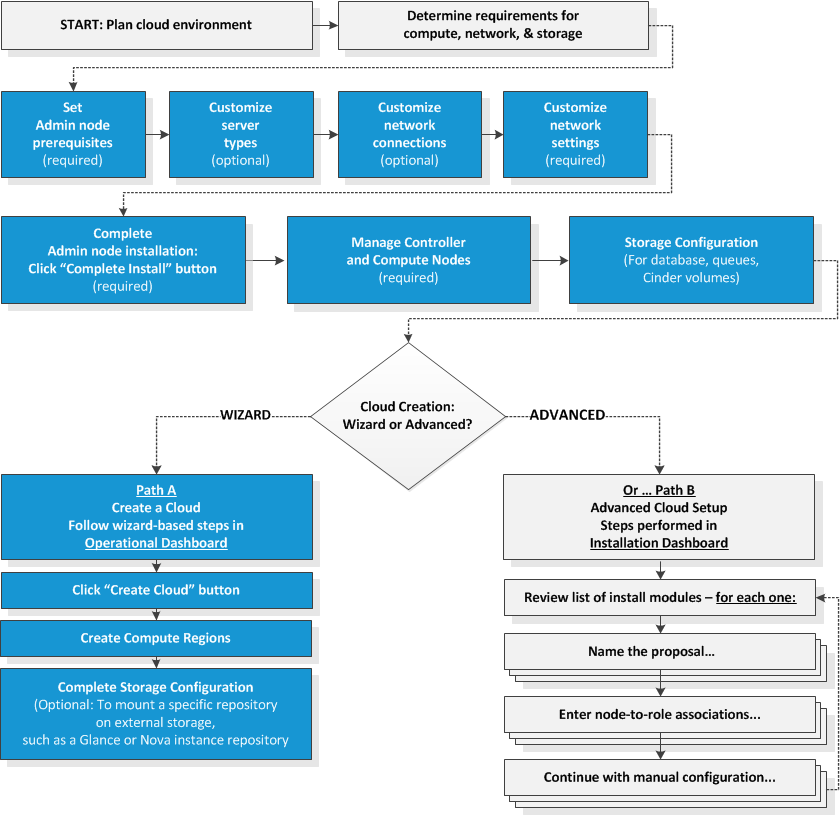 START: Plan cloud environment
Determine requirements for
compute, network, & storage
Set
Admin node
prerequisites
(required)
Customize
server
types
(optional)
Customize
network
connections
(optional)
Customize
network
settings
(required)
Complete
Admin node installation:
Click “Complete Install” button
(required)
Manage Controller
and Compute Nodes
(required)
Storage Configuration
(For database, queues,
Cinder volumes)
Cloud Creation:
Wizard or Advanced?
WIZARD
ADVANCED
Path A
Create a Cloud
Follow wizard-based steps in
Operational Dashboard
Click “Create Cloud” button
Create Compute Regions
Complete Storage Configuration
(Optional: To mount a specific repository
on external storage,
such as a Glance or Nova instance repository
Or … Path B
Advanced Cloud Setup
Steps performed in
Installation Dashboard
Review list of install modules – for each one:
Name the proposal…
Enter node-to-role associations...
Continue with manual configuration...